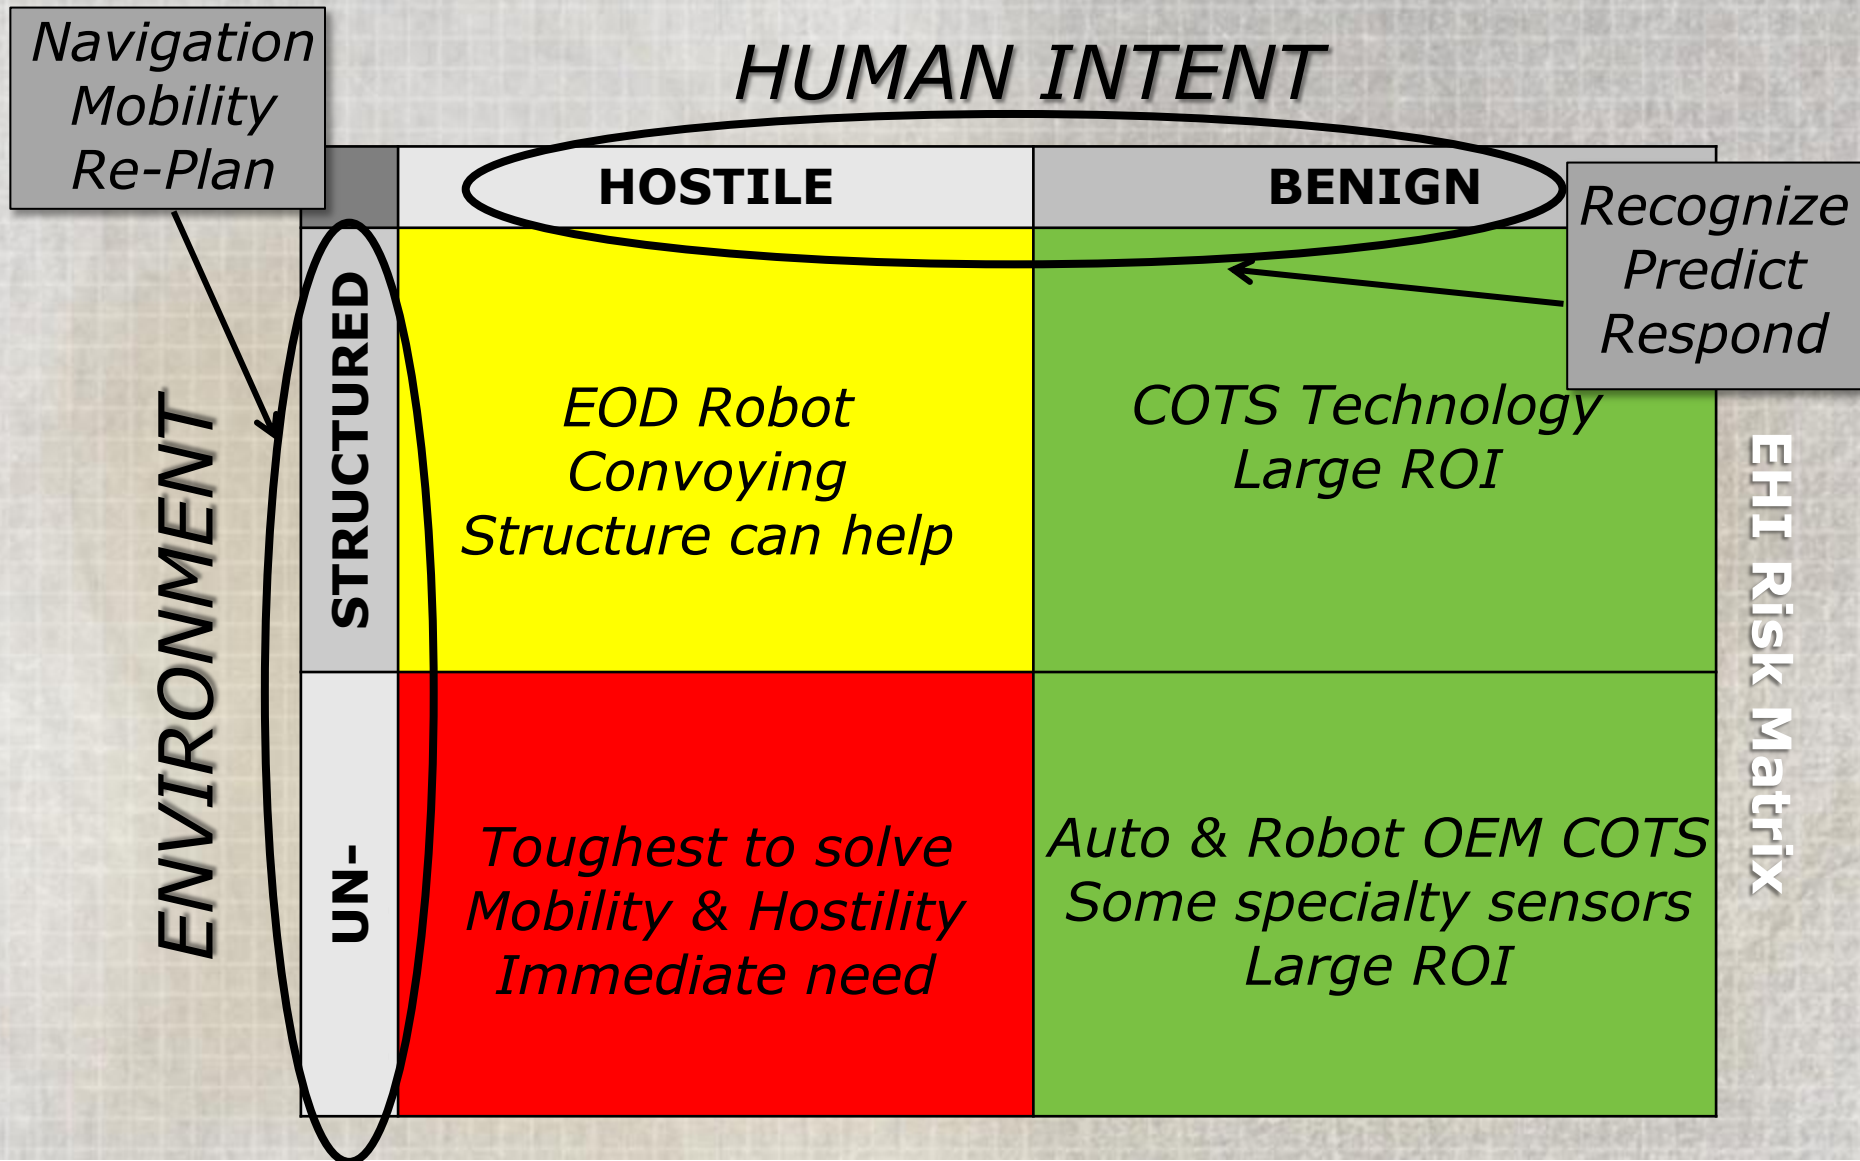 Navigation
Mobility
Re-Plan
HUMAN INTENT
HOSTILE
BENIGN
Recognize
Predict
Respond
ENVIRONMENT
STRUCTURED
EOD Robot
Convoying
Structure can help
COTS Technology
Large ROI
UN-
Toughest to solve
Mobility & Hostility
Immediate need
Auto & Robot OEM COTS
Some specialty sensors
Large ROI
EHI Risk Matrix